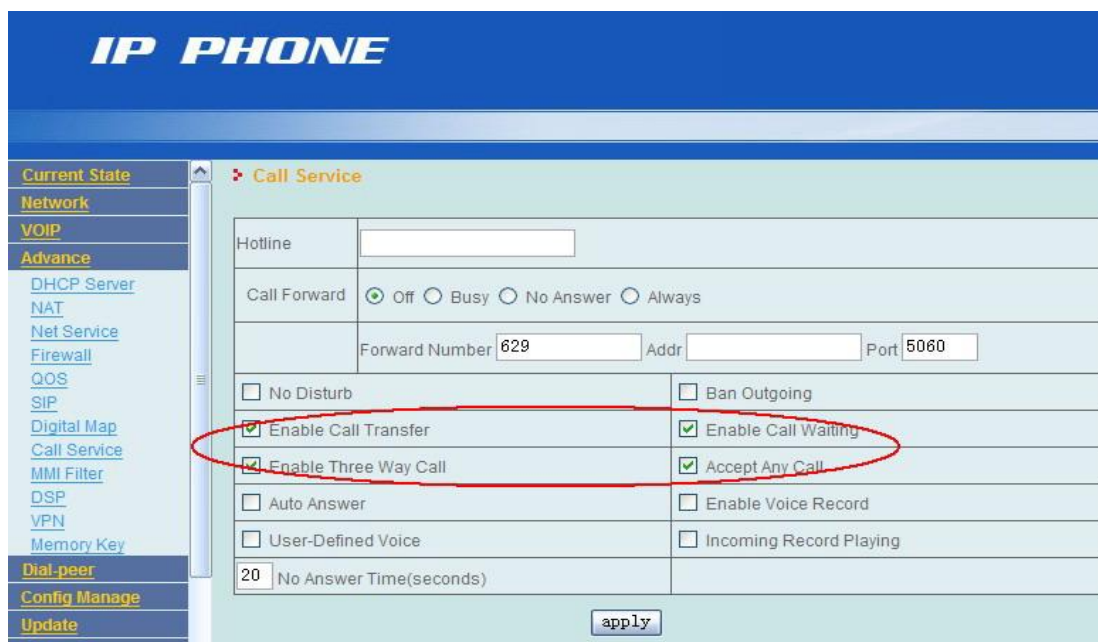 IP PHONE
Current State
Network
VOIP
Advance
DHCP Server
NAT
Net Service
Firewall
QOS
SIP
Digital Map
Call Service
MMI Filter
DSP
VPN
Memory Key
Dial-peer
Config Manage
Update
Call Service
Hotline
Call Forward Off Busy No Answer Always
Forward Number 629 Addr Port 5060
No Disturb Ban Outgoing
Enable Call Transfer Enable Call Waiting
Enable Three Way Call Accept Any Call
Auto Answer Enable Voice Record
User-Defined Voice Incoming Record Playing
20 No Answer Time(seconds)
apply